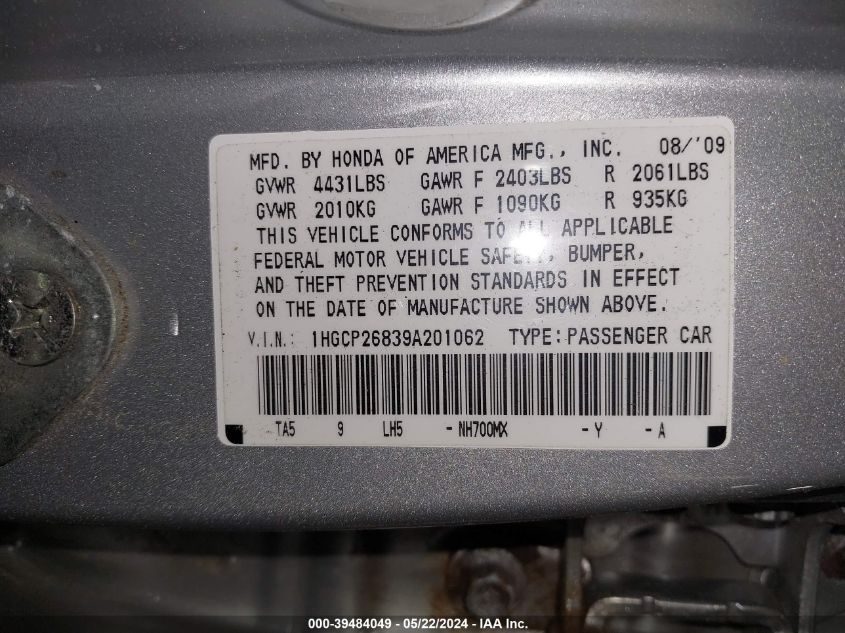 MFD. BY HONDA OF AMERICA MFG., INC. 08/'09
GVWR 4431LBS GAWR F 2403LBS R 2061LBS
GVWR 2010KG GAWR F 1090KG R 935KG
THIS VEHICLE CONFORMS TO ALL APPLICABLE
FEDERAL MOTOR VEHICLE SAFETY, BUMPER,
AND THEFT PREVENTION STANDARDS IN EFFECT
ON THE DATE OF MANUFACTURE SHOWN ABOVE.
V.I.N.: 1HGCP26839A201062 TYPE:PASSENGER CAR
TA5 9 LH5 -NH700MX -Y -A
000-39484049 - 05/22/2024 - IAA Inc.